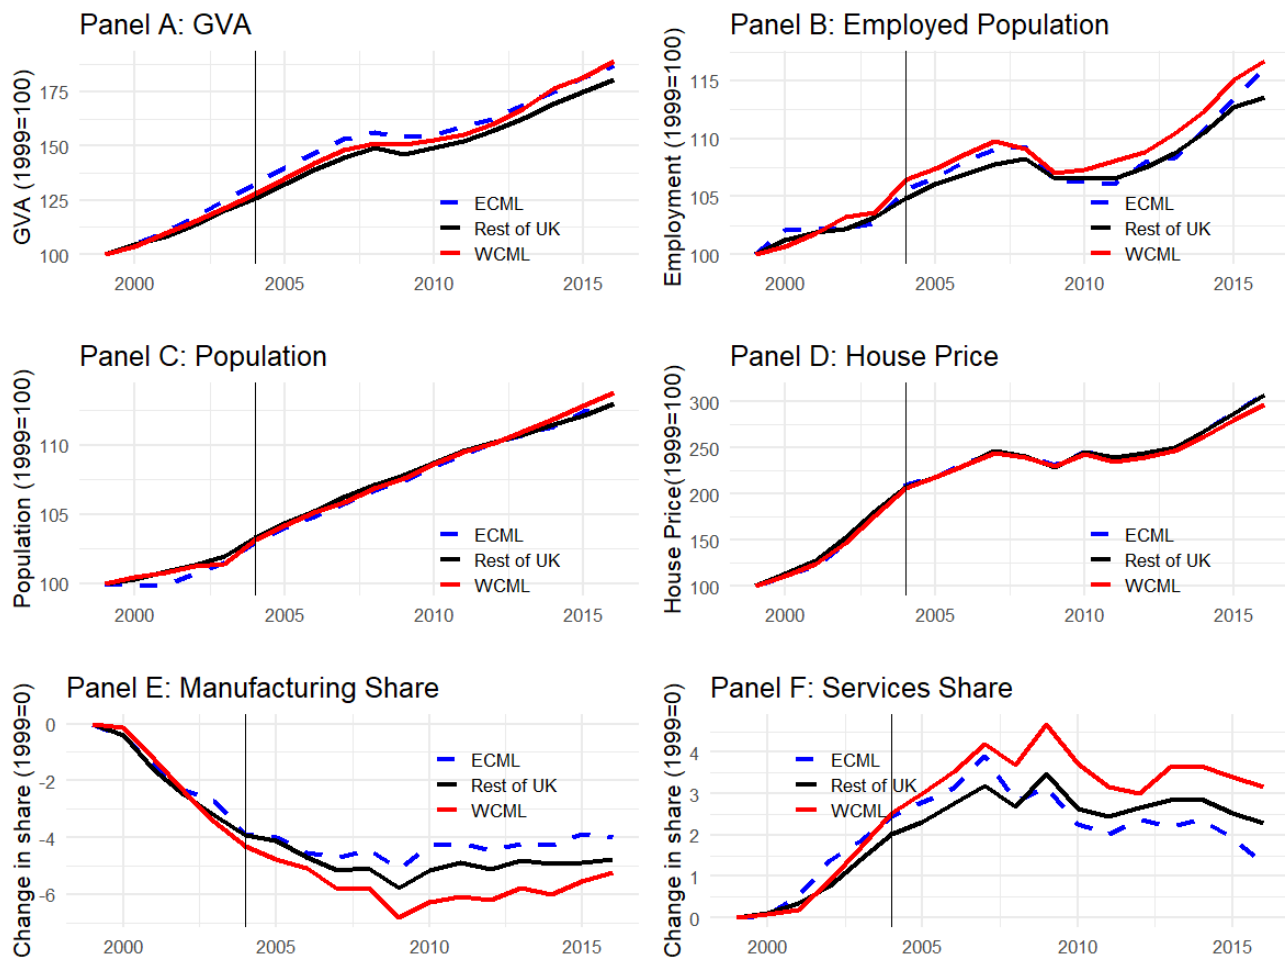 Panel A: GVA
GVA (1999=100)
175
150
125
100
ECML
Rest of UK
WCML
2000 2005 2010 2015
Panel B: Employed Population
Employment (1999=100)
115
110
105
100
ECML
Rest of UK
WCML
2000 2005 2010 2015
Panel C: Population
Population (1999=100)
110
105
100
ECML
Rest of UK
WCML
2000 2005 2010 2015
Panel D: House Price
House Price(1999=100)
300
250
200
150
100
ECML
Rest of UK
WCML
2000 2005 2010 2015
Panel E: Manufacturing Share
Change in share (1999=0)
0
-2
-4
-6
ECML
Rest of UK
WCML
2000 2005 2010 2015
Panel F: Services Share
Change in share (1999=0)
4
3
2
1
0
ECML
Rest of UK
WCML
2000 2005 2010 2015